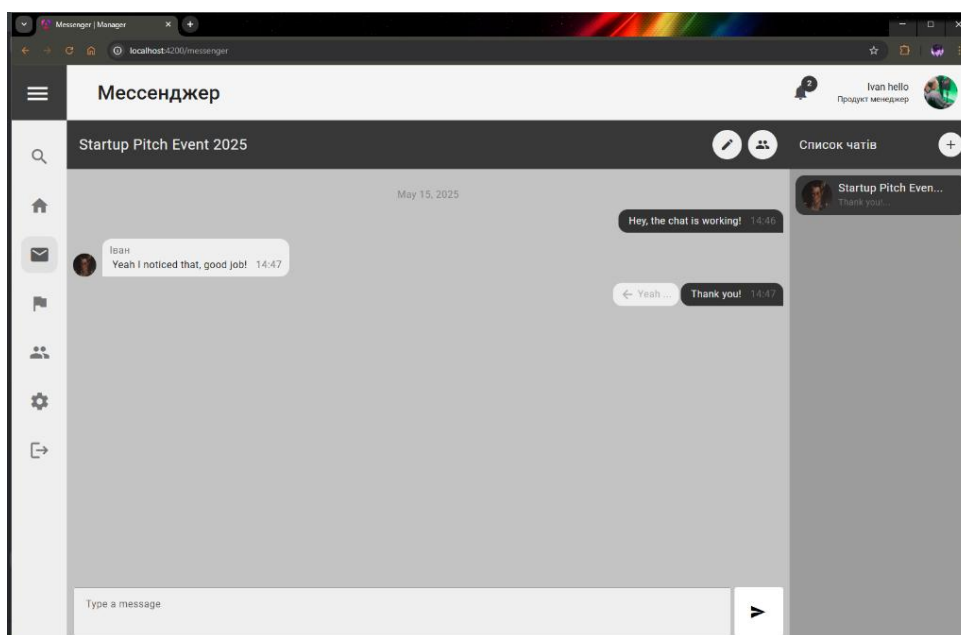 Messenger | Manager
localhost:4200/messenger
Мессенджер
2
Ivan hello
Продукт менеджер
Startup Pitch Event 2025
Список чатів
May 15, 2025
Startup Pitch Even...
Thank you!...
Hey, the chat is working! 14:46
Іван
Yeah I noticed that, good job! 14:47
← Yeah ... Thank you! 14:47
Type a message